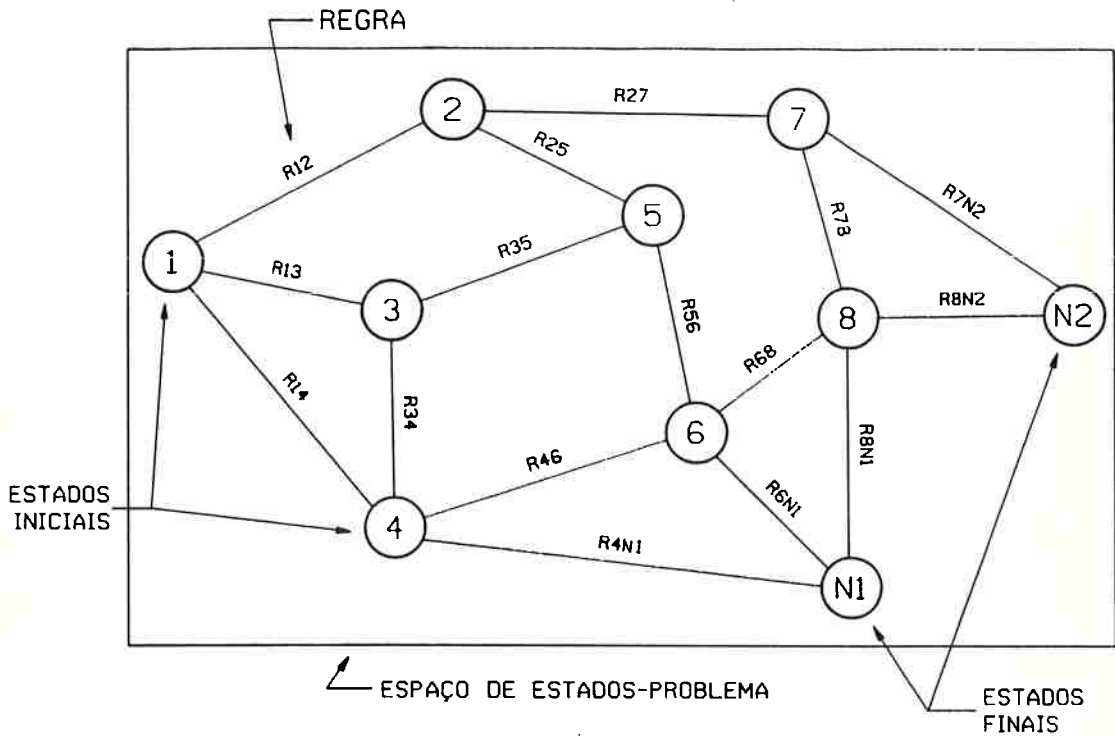 REGRA
2
R27
7
R12
R25
R7N2
5
R78
1
R13
R35
3
R8N2
8
N2
R56
R68
R14
R34
6
R46
R8N1
R6N1
ESTADOS
INICIAIS
4
R4N1
N1
ESPAÇO DE ESTADOS-PROBLEMA
ESTADOS
FINAIS